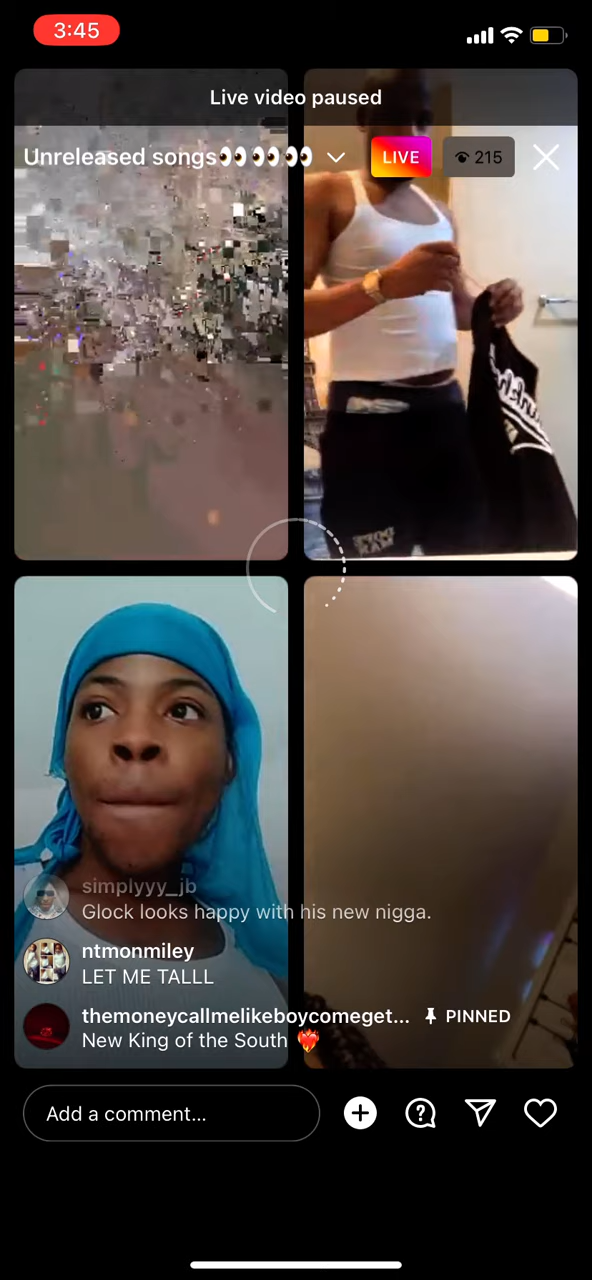 3:45
Live video paused
Unreleased songs👀👀👀👀
LIVE
215
simplyyy_jb
Glock looks happy with his new nigga.
ntmonmiley
LET ME TALLL
themoneycallmelikeboycomeget...
PINNED
New King of the South ❤️‍🔥
Add a comment...